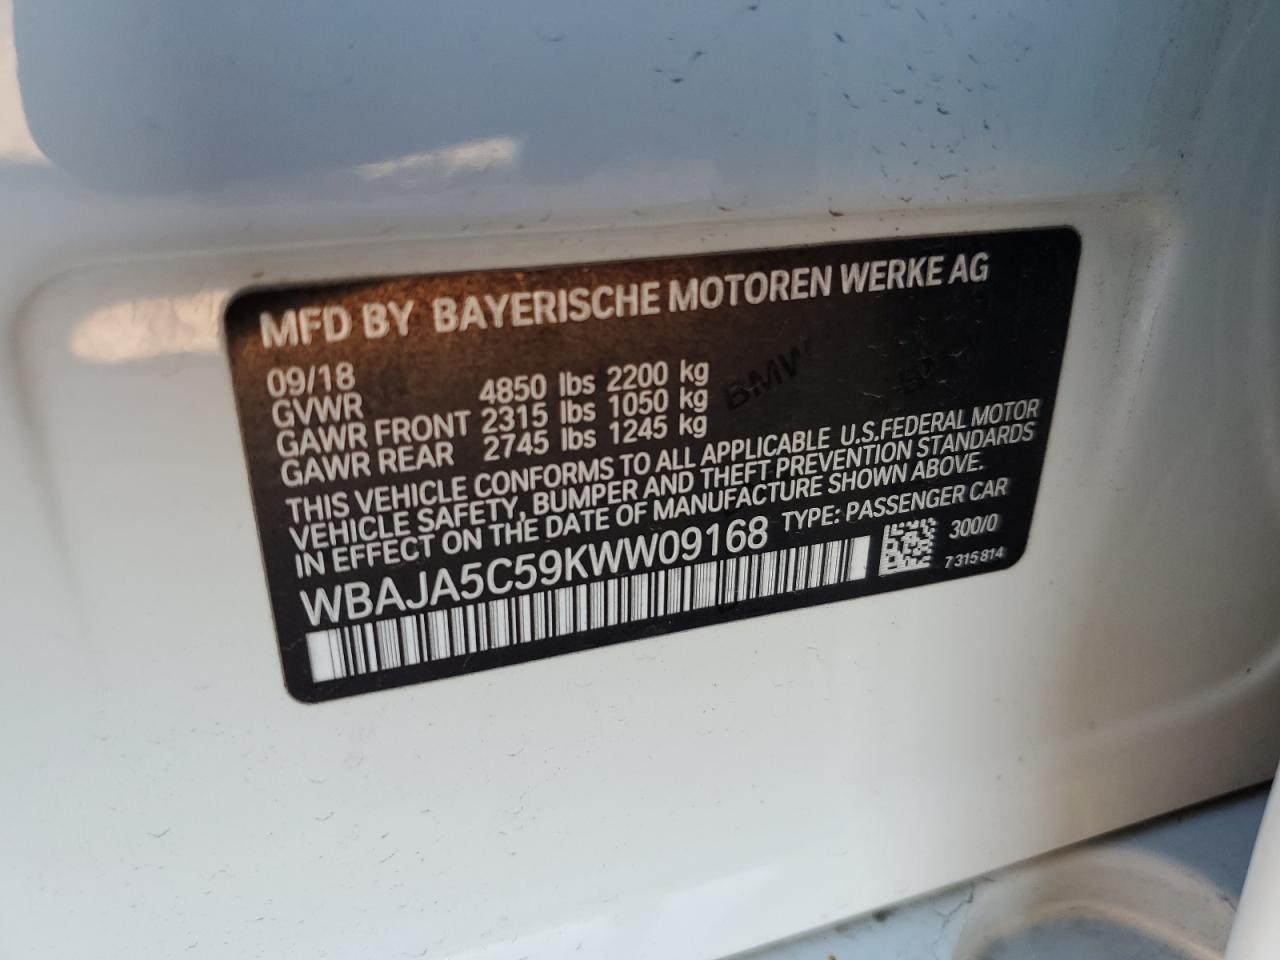 MFD BY BAYERISCHE MOTOREN WERKE AG
09/18
GVWR 4850 lbs 2200 kg
GAWR FRONT 2315 lbs 1050 kg
GAWR REAR 2745 lbs 1245 kg
THIS VEHICLE CONFORMS TO ALL APPLICABLE U.S.FEDERAL MOTOR
VEHICLE SAFETY, BUMPER AND THEFT PREVENTION STANDARDS
IN EFFECT ON THE DATE OF MANUFACTURE SHOWN ABOVE.
WBAJA5C59KWW09168 TYPE: PASSENGER CAR
300/0
7 315 814
BMW